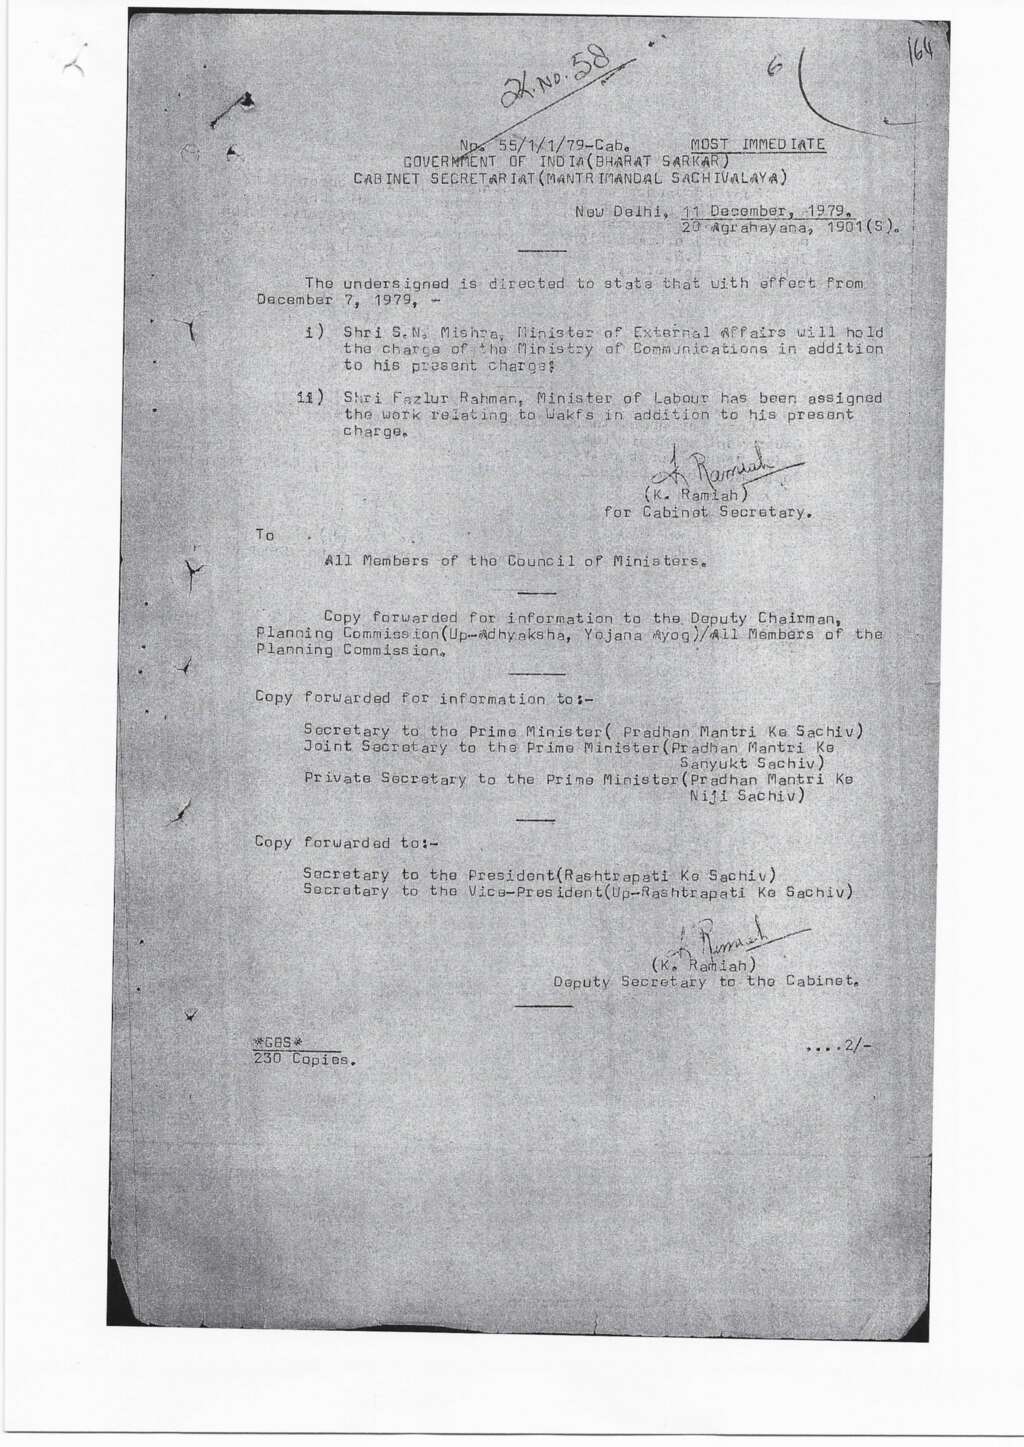 164
6
No. 58
No. 55/1/1/79-Cab. MOST IMMEDIATE
GOVERNMENT OF INDIA(BHARAT SARKAR)
CABINET SECRETARIAT(MANTRIMANDAL SACHIVALAYA)
New Delhi, 11 December, 1979.
20 Agrahayana, 1901(S).
The undersigned is directed to state that with effect from
December 7, 1979, -
i) Shri S.N. Mishra, Minister of External Affairs will hold
the charge of the Ministry of Communications in addition
to his present charge;
ii) Shri Fazlur Rahman, Minister of Labour has been assigned
the work relating to Wakfs in addition to his present
charge.
K Ramiah
(K. Ramiah)
for Cabinet Secretary.
To
All Members of the Council of Ministers.
Copy forwarded for information to the Deputy Chairman,
Planning Commission(Up-Adhyaksha, Yojana Ayog)/All Members of the
Planning Commission.
Copy forwarded for information to:-
Secretary to the Prime Minister( Pradhan Mantri Ke Sachiv)
Joint Secretary to the Prime Minister(Pradhan Mantri Ke
Sanyukt Sachiv)
Private Secretary to the Prime Minister(Pradhan Mantri Ke
Niji Sachiv)
Copy forwarded to:-
Secretary to the President(Rashtrapati Ke Sachiv)
Secretary to the Vice-President(Up-Rashtrapati Ke Sachiv)
K Ramiah
(K. Ramiah)
Deputy Secretary to the Cabinet.
*GBS*
230 Copies.
....2/-